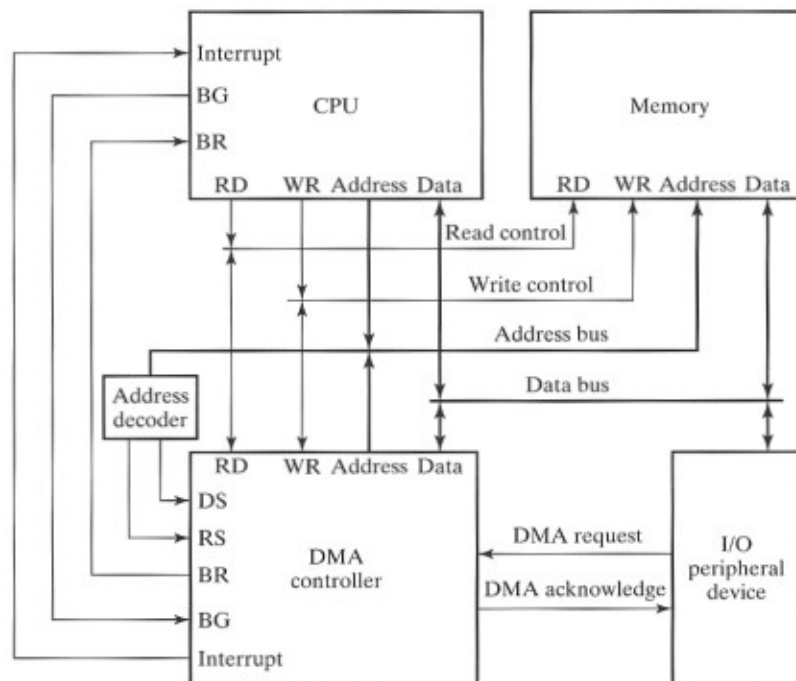 Interrupt
BG
CPU
Memory
BR
RD WR Address Data
RD WR Address Data
Read control
Write control
Address bus
Data bus
Address
decoder
RD WR Address Data
DS
RS
BR
BG
Interrupt
DMA
controller
DMA request
DMA acknowledge
I/O
peripheral
device